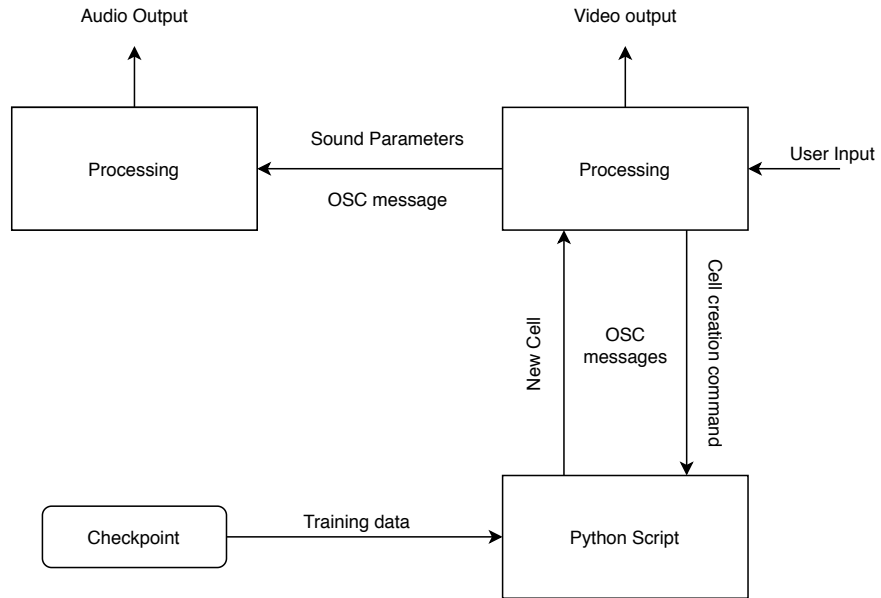 Audio Output
Video output
Processing
Sound Parameters
OSC message
Processing
User Input
New Cell
OSC
messages
Cell creation command
Checkpoint
Training data
Python Script